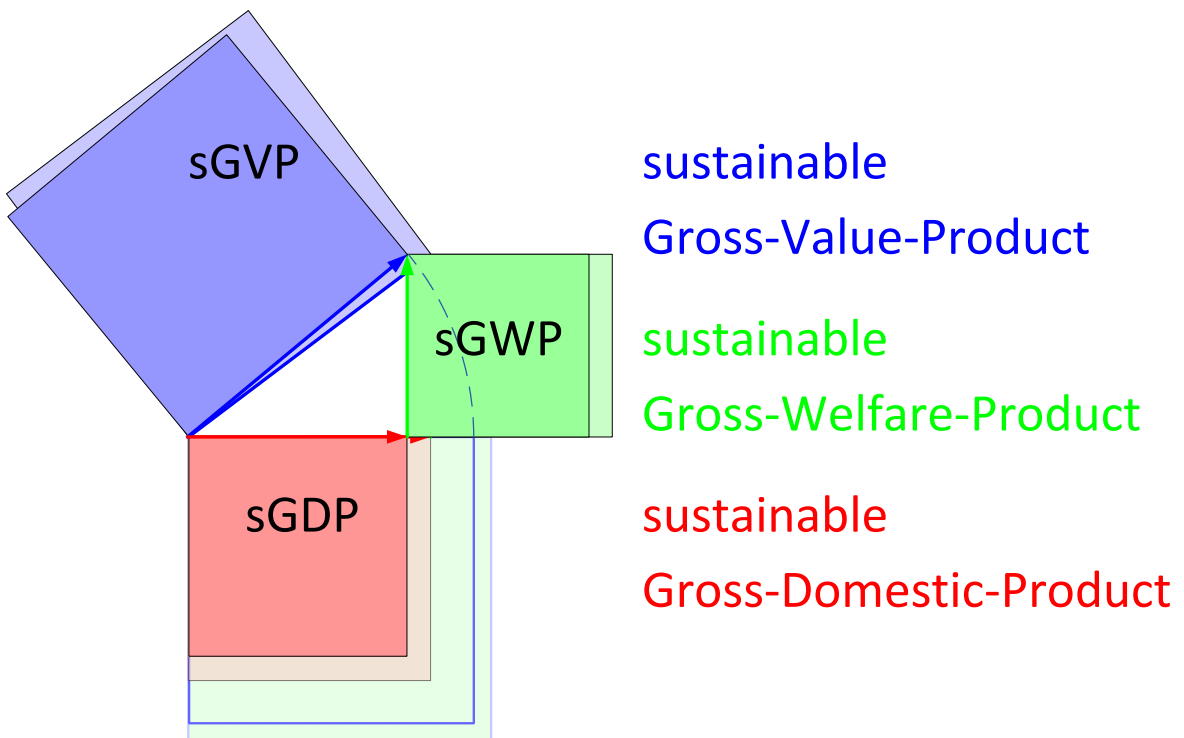 sGVP
sustainable
Gross-Value-Product
sGWP
sustainable
Gross-Welfare-Product
sGDP
sustainable
Gross-Domestic-Product